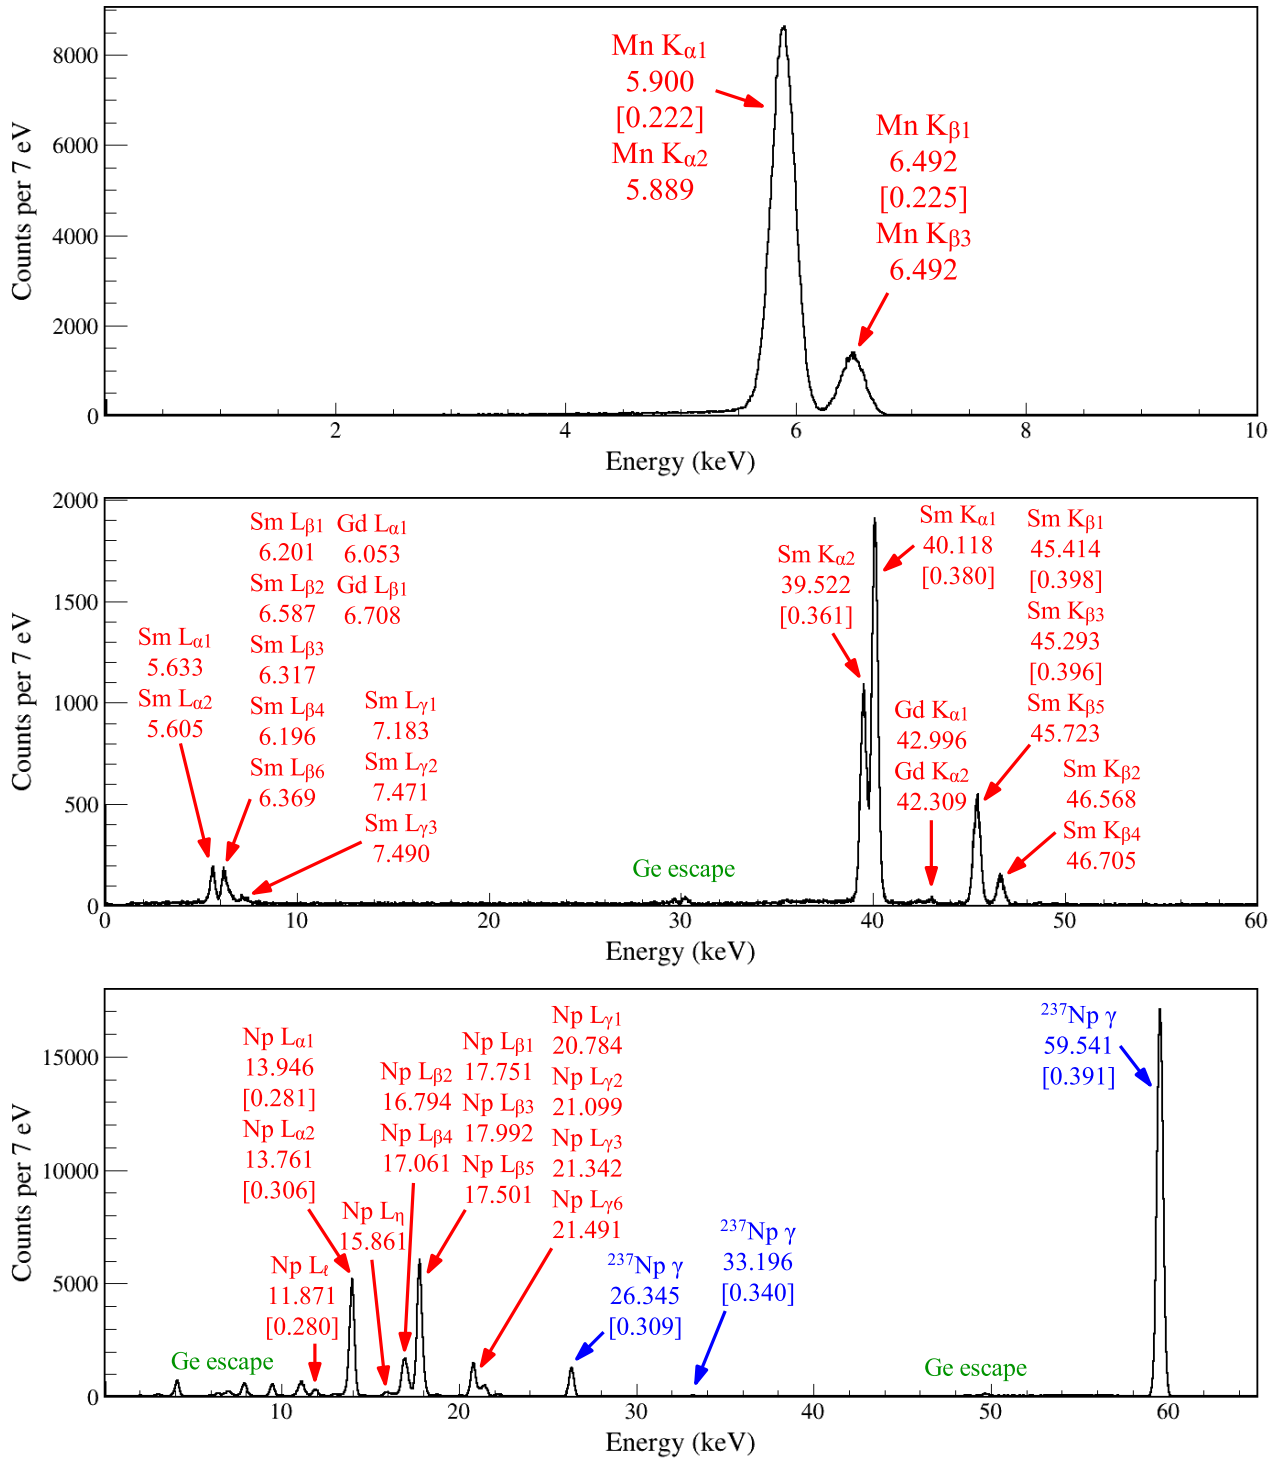 8000
6000
4000
2000
0
Counts per 7 eV
Mn Kα1
5.900
[0.222]
Mn Kα2
5.889
Mn Kβ1
6.492
[0.225]
Mn Kβ3
6.492
2 4 6 8 10
Energy (keV)
2000
1500
1000
500
0
Counts per 7 eV
Sm Lα1
5.633
Sm Lα2
5.605
Sm Lβ1
6.201
Sm Lβ2
6.587
Sm Lβ3
6.317
Sm Lβ4
6.196
Sm Lβ6
6.369
Gd Lα1
6.053
Gd Lβ1
6.708
Sm Lγ1
7.183
Sm Lγ2
7.471
Sm Lγ3
7.490
Ge escape
Sm Kα2
39.522
[0.361]
Sm Kα1
40.118
[0.380]
Gd Kα1
42.996
Gd Kα2
42.309
Sm Kβ1
45.414
[0.398]
Sm Kβ3
45.293
[0.396]
Sm Kβ5
45.723
Sm Kβ2
46.568
Sm Kβ4
46.705
0 10 20 30 40 50 60
Energy (keV)
15000
10000
5000
0
Counts per 7 eV
Ge escape
Np Lα1
13.946
[0.281]
Np Lα2
13.761
[0.306]
Np Lℓ
11.871
[0.280]
Np Lη
15.861
Np Lβ2
16.794
Np Lβ4
17.061
Np Lβ1
17.751
Np Lβ3
17.992
Np Lβ5
17.501
Np Lγ1
20.784
Np Lγ2
21.099
Np Lγ3
21.342
Np Lγ6
21.491
²³⁷Np γ
26.345
[0.309]
²³⁷Np γ
33.196
[0.340]
Ge escape
²³⁷Np γ
59.541
[0.391]
10 20 30 40 50 60
Energy (keV)